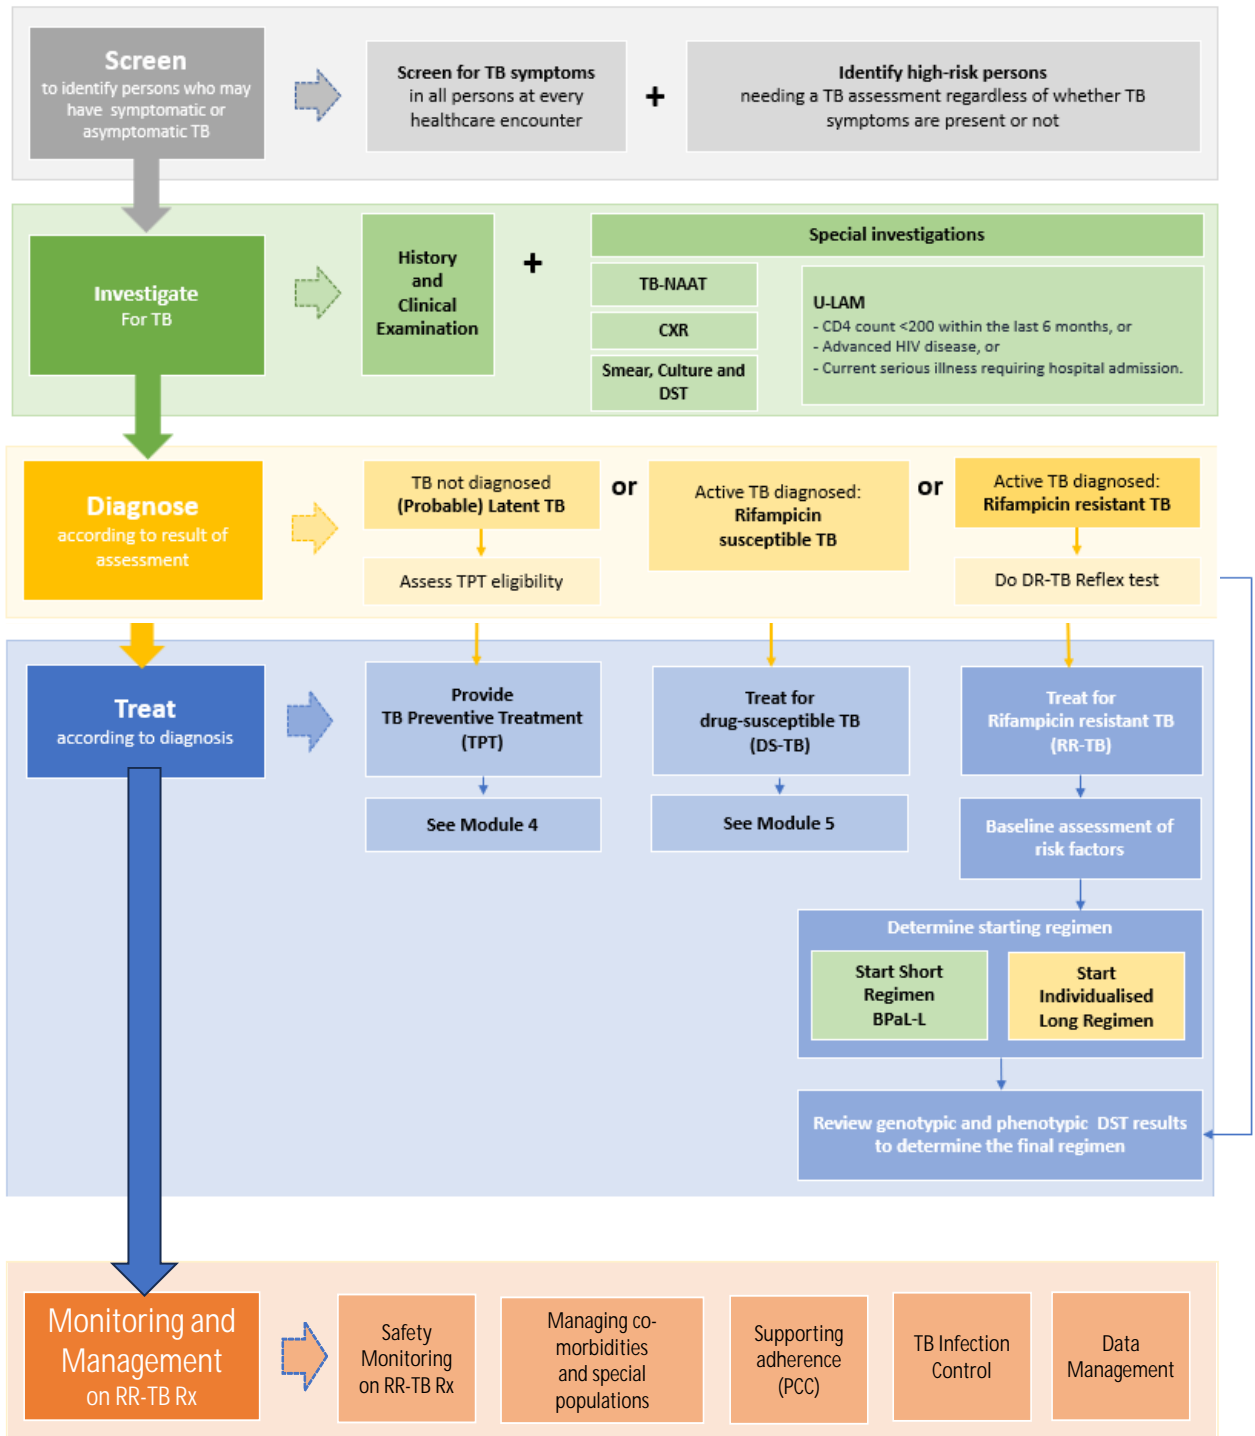 Screen
to identify persons who may
have symptomatic or
asymptomatic TB
Screen for TB symptoms
in all persons at every
healthcare encounter
+
Identify high-risk persons
needing a TB assessment regardless of whether TB
symptoms are present or not
Investigate
For TB
History
and
Clinical
Examination
+
Special investigations
TB-NAAT
CXR
Smear, Culture and
DST
U-LAM
- CD4 count <200 within the last 6 months, or
- Advanced HIV disease, or
- Current serious illness requiring hospital admission.
Diagnose
according to result of
assessment
TB not diagnosed
(Probable) Latent TB
Assess TPT eligibility
or
Active TB diagnosed:
Rifampicin
susceptible TB
or
Active TB diagnosed:
Rifampicin resistant TB
Do DR-TB Reflex test
Treat
according to diagnosis
Provide
TB Preventive Treatment
(TPT)
See Module 4
Treat for
drug-susceptible TB
(DS-TB)
See Module 5
Treat for
Rifampicin resistant TB
(RR-TB)
Baseline assessment of
risk factors
Determine starting regimen
Start Short
Regimen
BPaL-L
Start
Individualised
Long Regimen
Review genotypic and phenotypic DST results
to determine the final regimen
Monitoring and
Management
on RR-TB Rx
Safety
Monitoring
on RR-TB Rx
Managing co-
morbidities
and special
populations
Supporting
adherence
(PCC)
TB Infection
Control
Data
Management